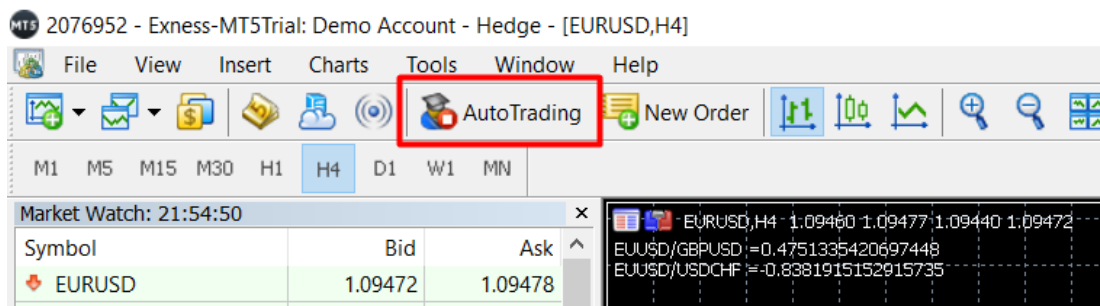 MT5 2076952 - Exness-MT5Trial: Demo Account - Hedge - [EURUSD,H4]
File View Insert Charts Tools Window Help
AutoTrading New Order
M1 M5 M15 M30 H1 H4 D1 W1 MN
Market Watch: 21:54:50
Symbol Bid Ask
EURUSD 1.09472 1.09478
EURUSD,H4 1.09460 1.09477 1.09440 1.09472
EUUSD/GBPUSD =0.4751335420697448
EUUSD/USDCHF =-0.8381915152915735